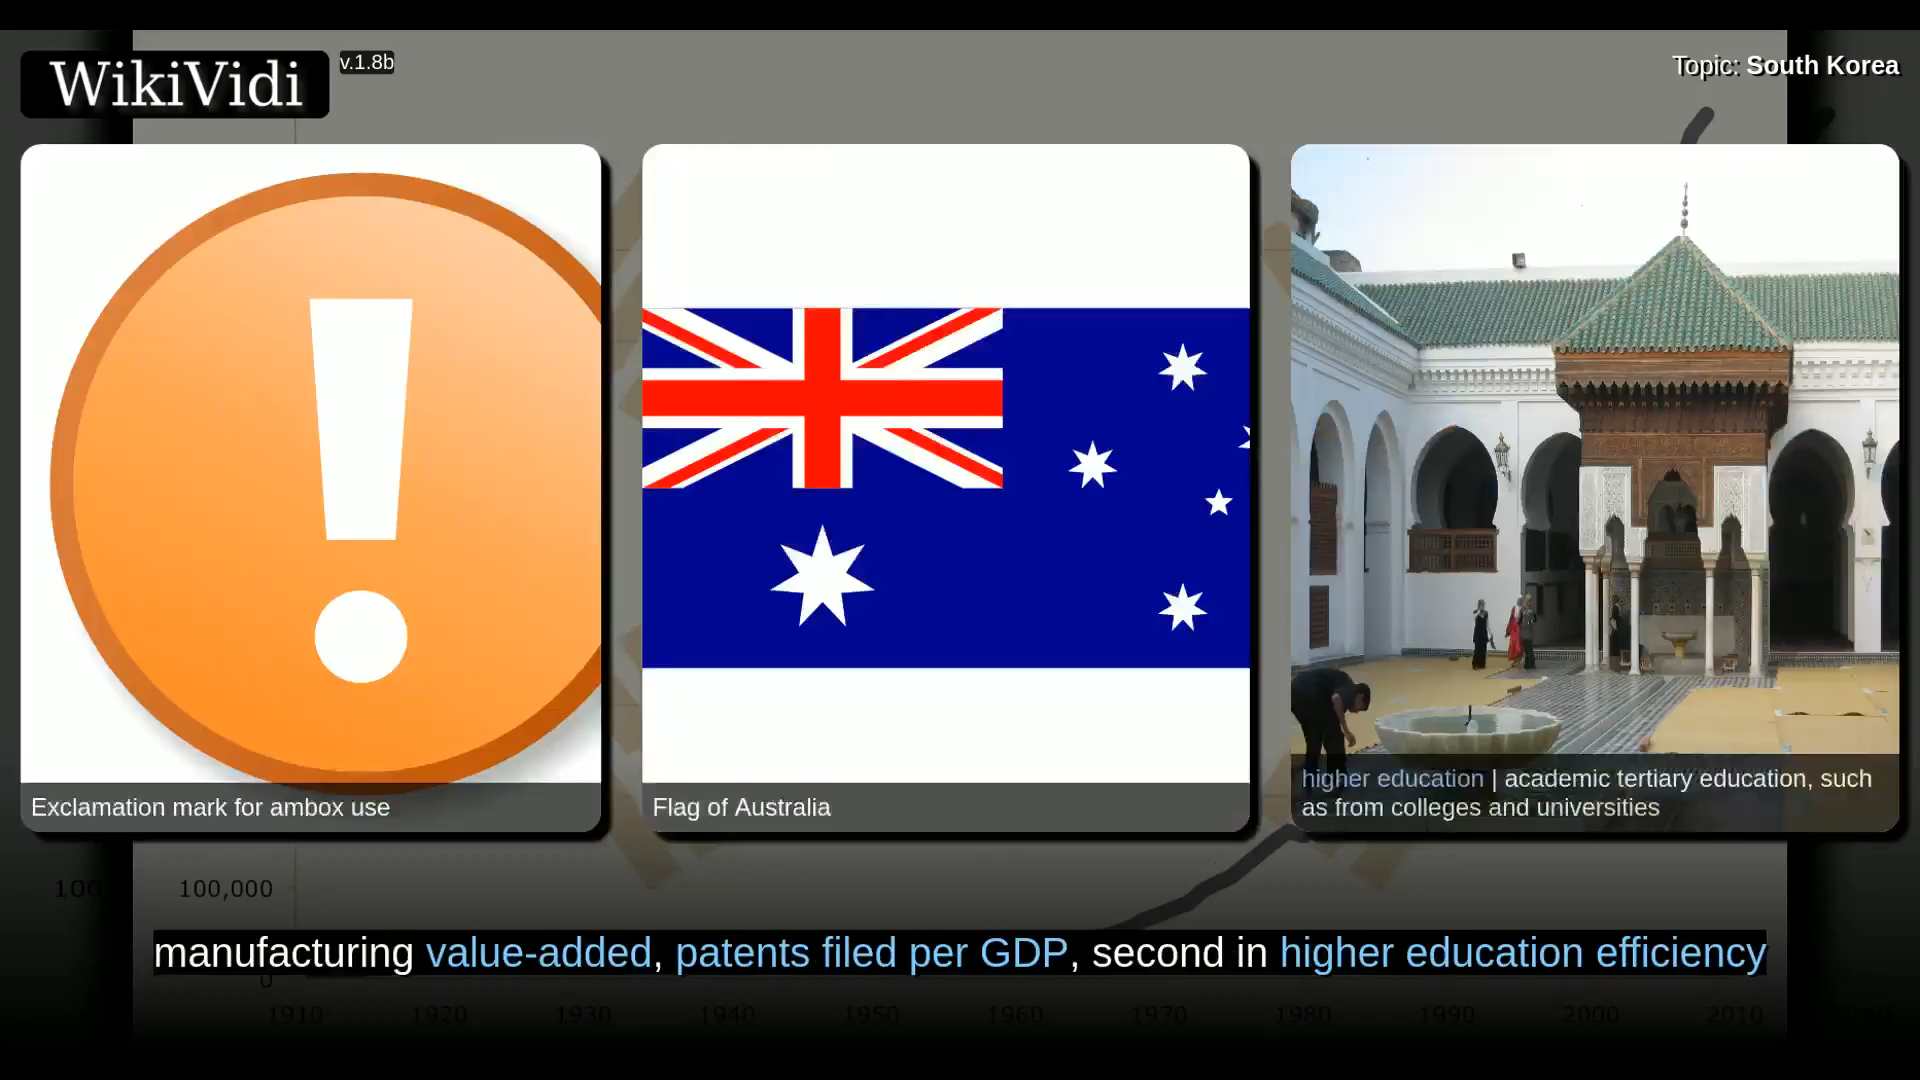 WikiVidi
v.1.8b
Topic: South Korea
Exclamation mark for ambox use
Flag of Australia
higher education | academic tertiary education, such
as from colleges and universities
100,000
manufacturing value-added, patents filed per GDP, second in higher education efficiency
0
1910 1920 1930 1940 1950 1960 1970 1980 1990 2000 2010